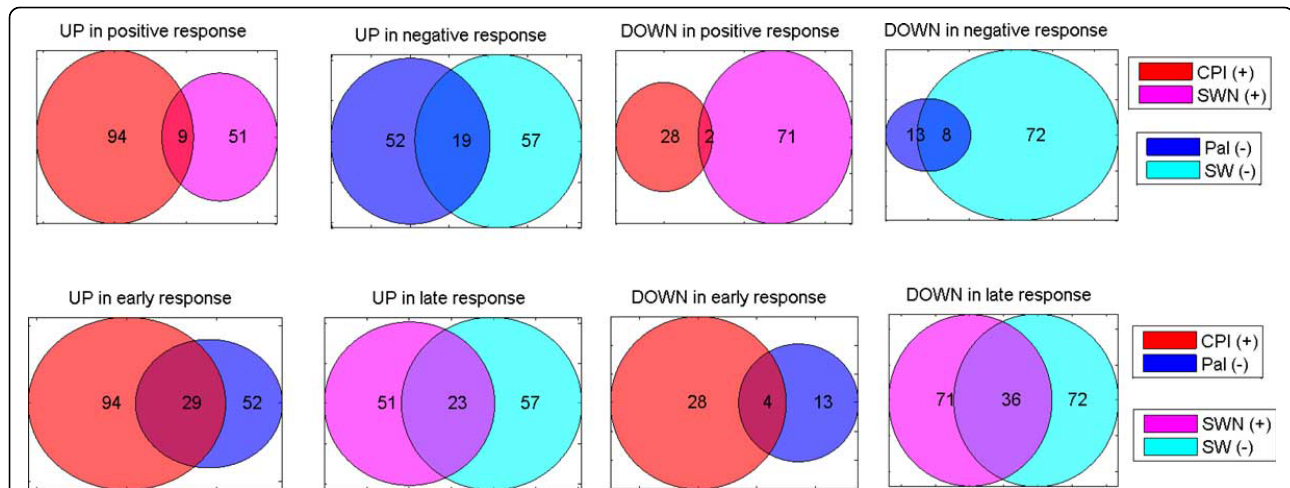 UP in positive response
94 9 51
UP in negative response
52 19 57
DOWN in positive response
28 2 71
DOWN in negative response
13 8 72
CPI (+)
SWN (+)
Pal (-)
SW (-)
UP in early response
94 29 52
UP in late response
51 23 57
DOWN in early response
28 4 13
DOWN in late response
71 36 72
CPI (+)
Pal (-)
SWN (+)
SW (-)